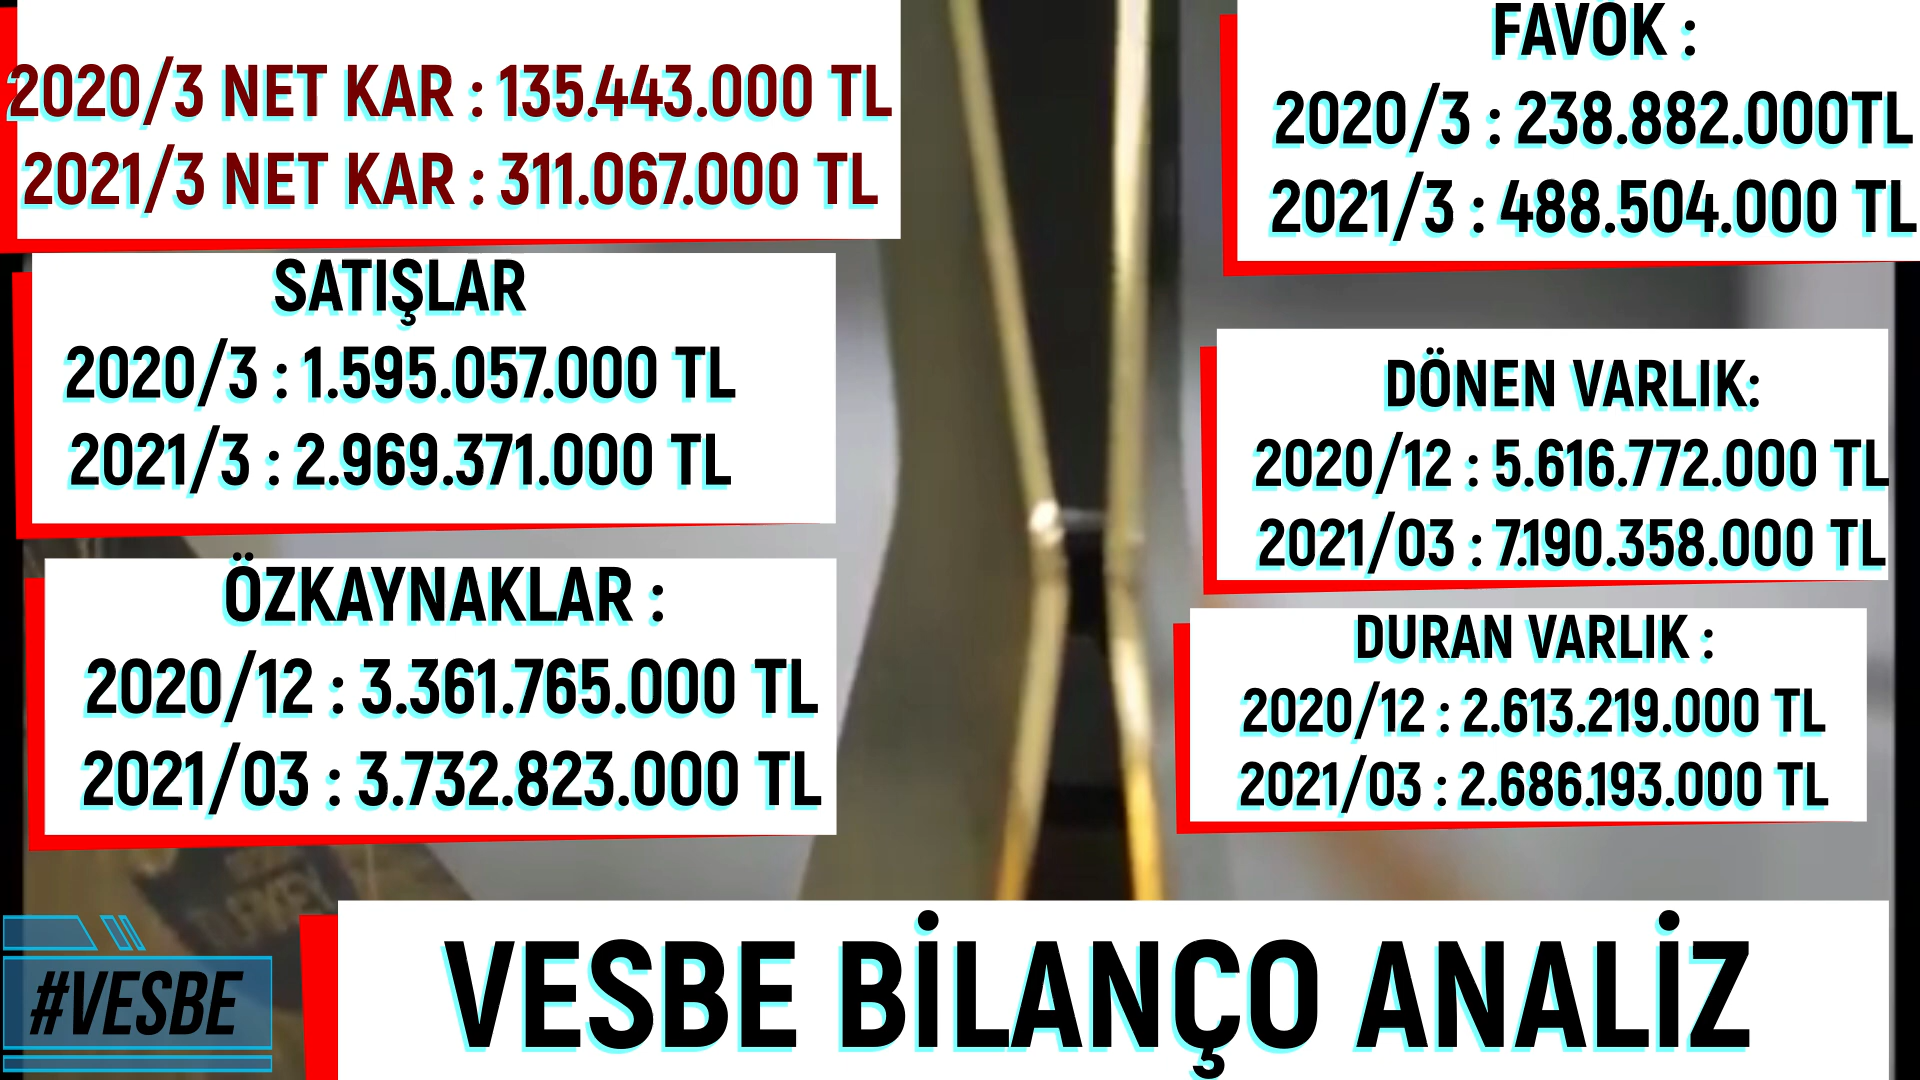 2020/3 NET KAR : 135.443.000 TL
2021/3 NET KAR : 311.067.000 TL
SATIŞLAR
2020/3 : 1.595.057.000 TL
2021/3 : 2.969.371.000 TL
ÖZKAYNAKLAR :
2020/12 : 3.361.765.000 TL
2021/03 : 3.732.823.000 TL
FAVÖK :
2020/3 : 238.882.000TL
2021/3 : 488.504.000 TL
DÖNEN VARLIK:
2020/12 : 5.616.772.000 TL
2021/03 : 7.190.358.000 TL
DURAN VARLIK :
2020/12 : 2.613.219.000 TL
2021/03 : 2.686.193.000 TL
TURKEY
#VESBE
VESBE BİLANÇO ANALİZ